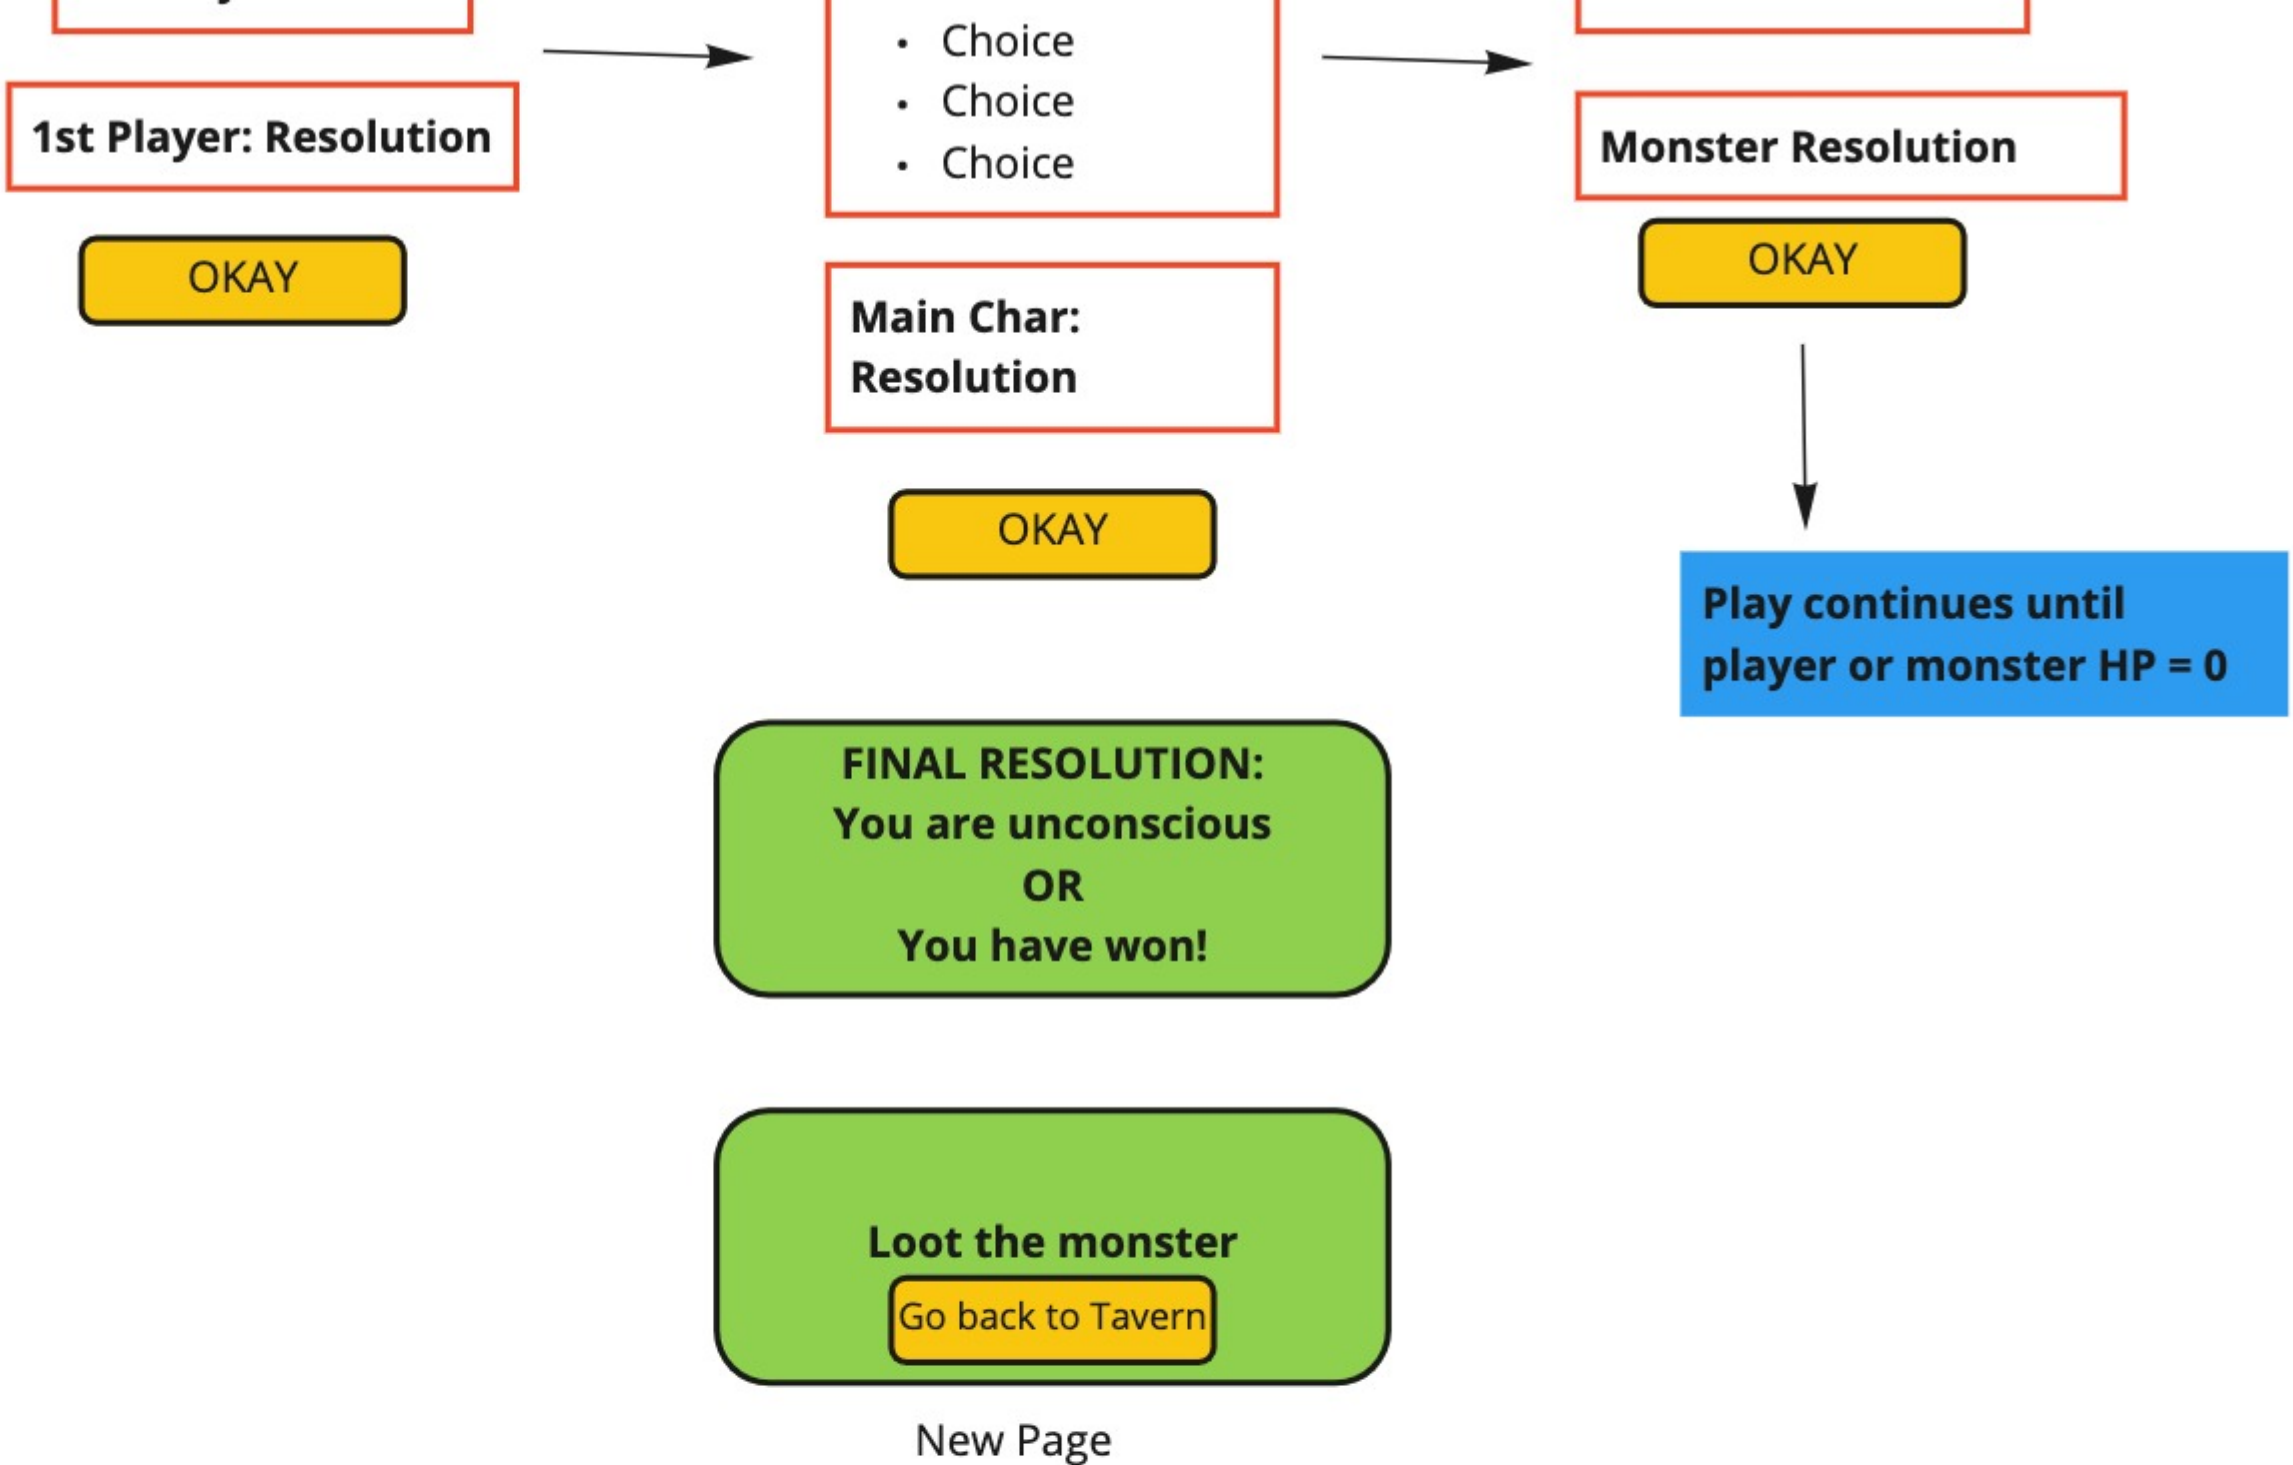 • Choice
• Choice
• Choice
1st Player: Resolution
OKAY
Main Char:
Resolution
OKAY
Monster Resolution
OKAY
Play continues until
player or monster HP = 0
FINAL RESOLUTION:
You are unconscious
OR
You have won!
Loot the monster
Go back to Tavern
New Page